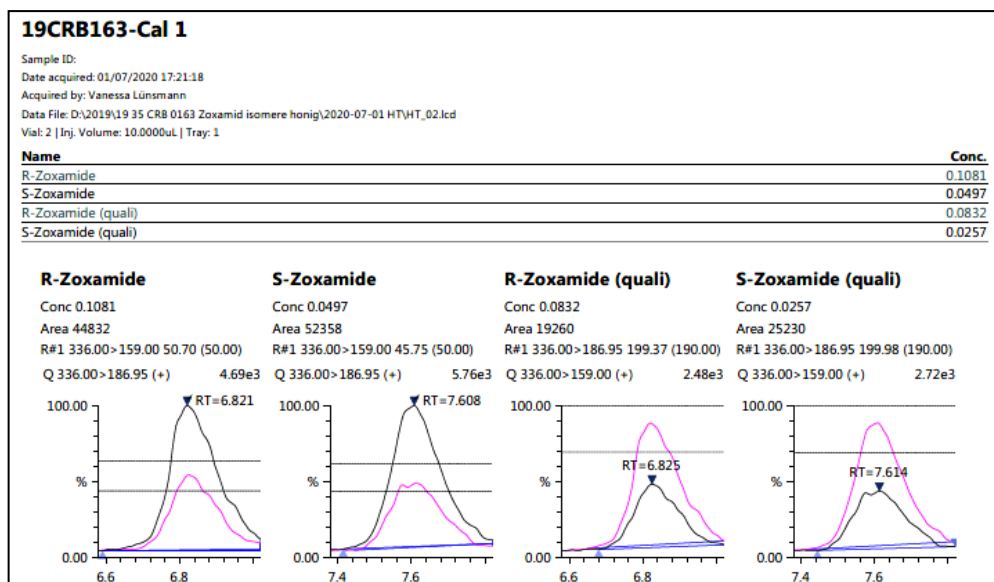 19CRB163-Cal 1
Sample ID:
Date acquired: 01/07/2020 17:21:18
Acquired by: Vanessa Lünsmann
Data File: D:\2019\19 35 CRB 0163 Zoxamid isomere honig\2020-07-01 HT\HT_02.lcd
Vial: 2 | Inj. Volume: 10.0000uL | Tray: 1
Name Conc.
R-Zoxamide 0.1081
S-Zoxamide 0.0497
R-Zoxamide (quali) 0.0832
S-Zoxamide (quali) 0.0257
R-Zoxamide
Conc 0.1081
Area 44832
R#1 336.00>159.00 50.70 (50.00)
Q 336.00>186.95 (+) 4.69e3
100.00
RT=6.821
%
0.00
6.6 6.8
S-Zoxamide
Conc 0.0497
Area 52358
R#1 336.00>159.00 45.75 (50.00)
Q 336.00>186.95 (+) 5.76e3
100.00
RT=7.608
%
0.00
7.4 7.6
R-Zoxamide (quali)
Conc 0.0832
Area 19260
R#1 336.00>186.95 199.37 (190.00)
Q 336.00>159.00 (+) 2.48e3
100.00
RT=6.825
%
0.00
6.6 6.8
S-Zoxamide (quali)
Conc 0.0257
Area 25230
R#1 336.00>186.95 199.98 (190.00)
Q 336.00>159.00 (+) 2.72e3
100.00
RT=7.614
%
0.00
7.4 7.6